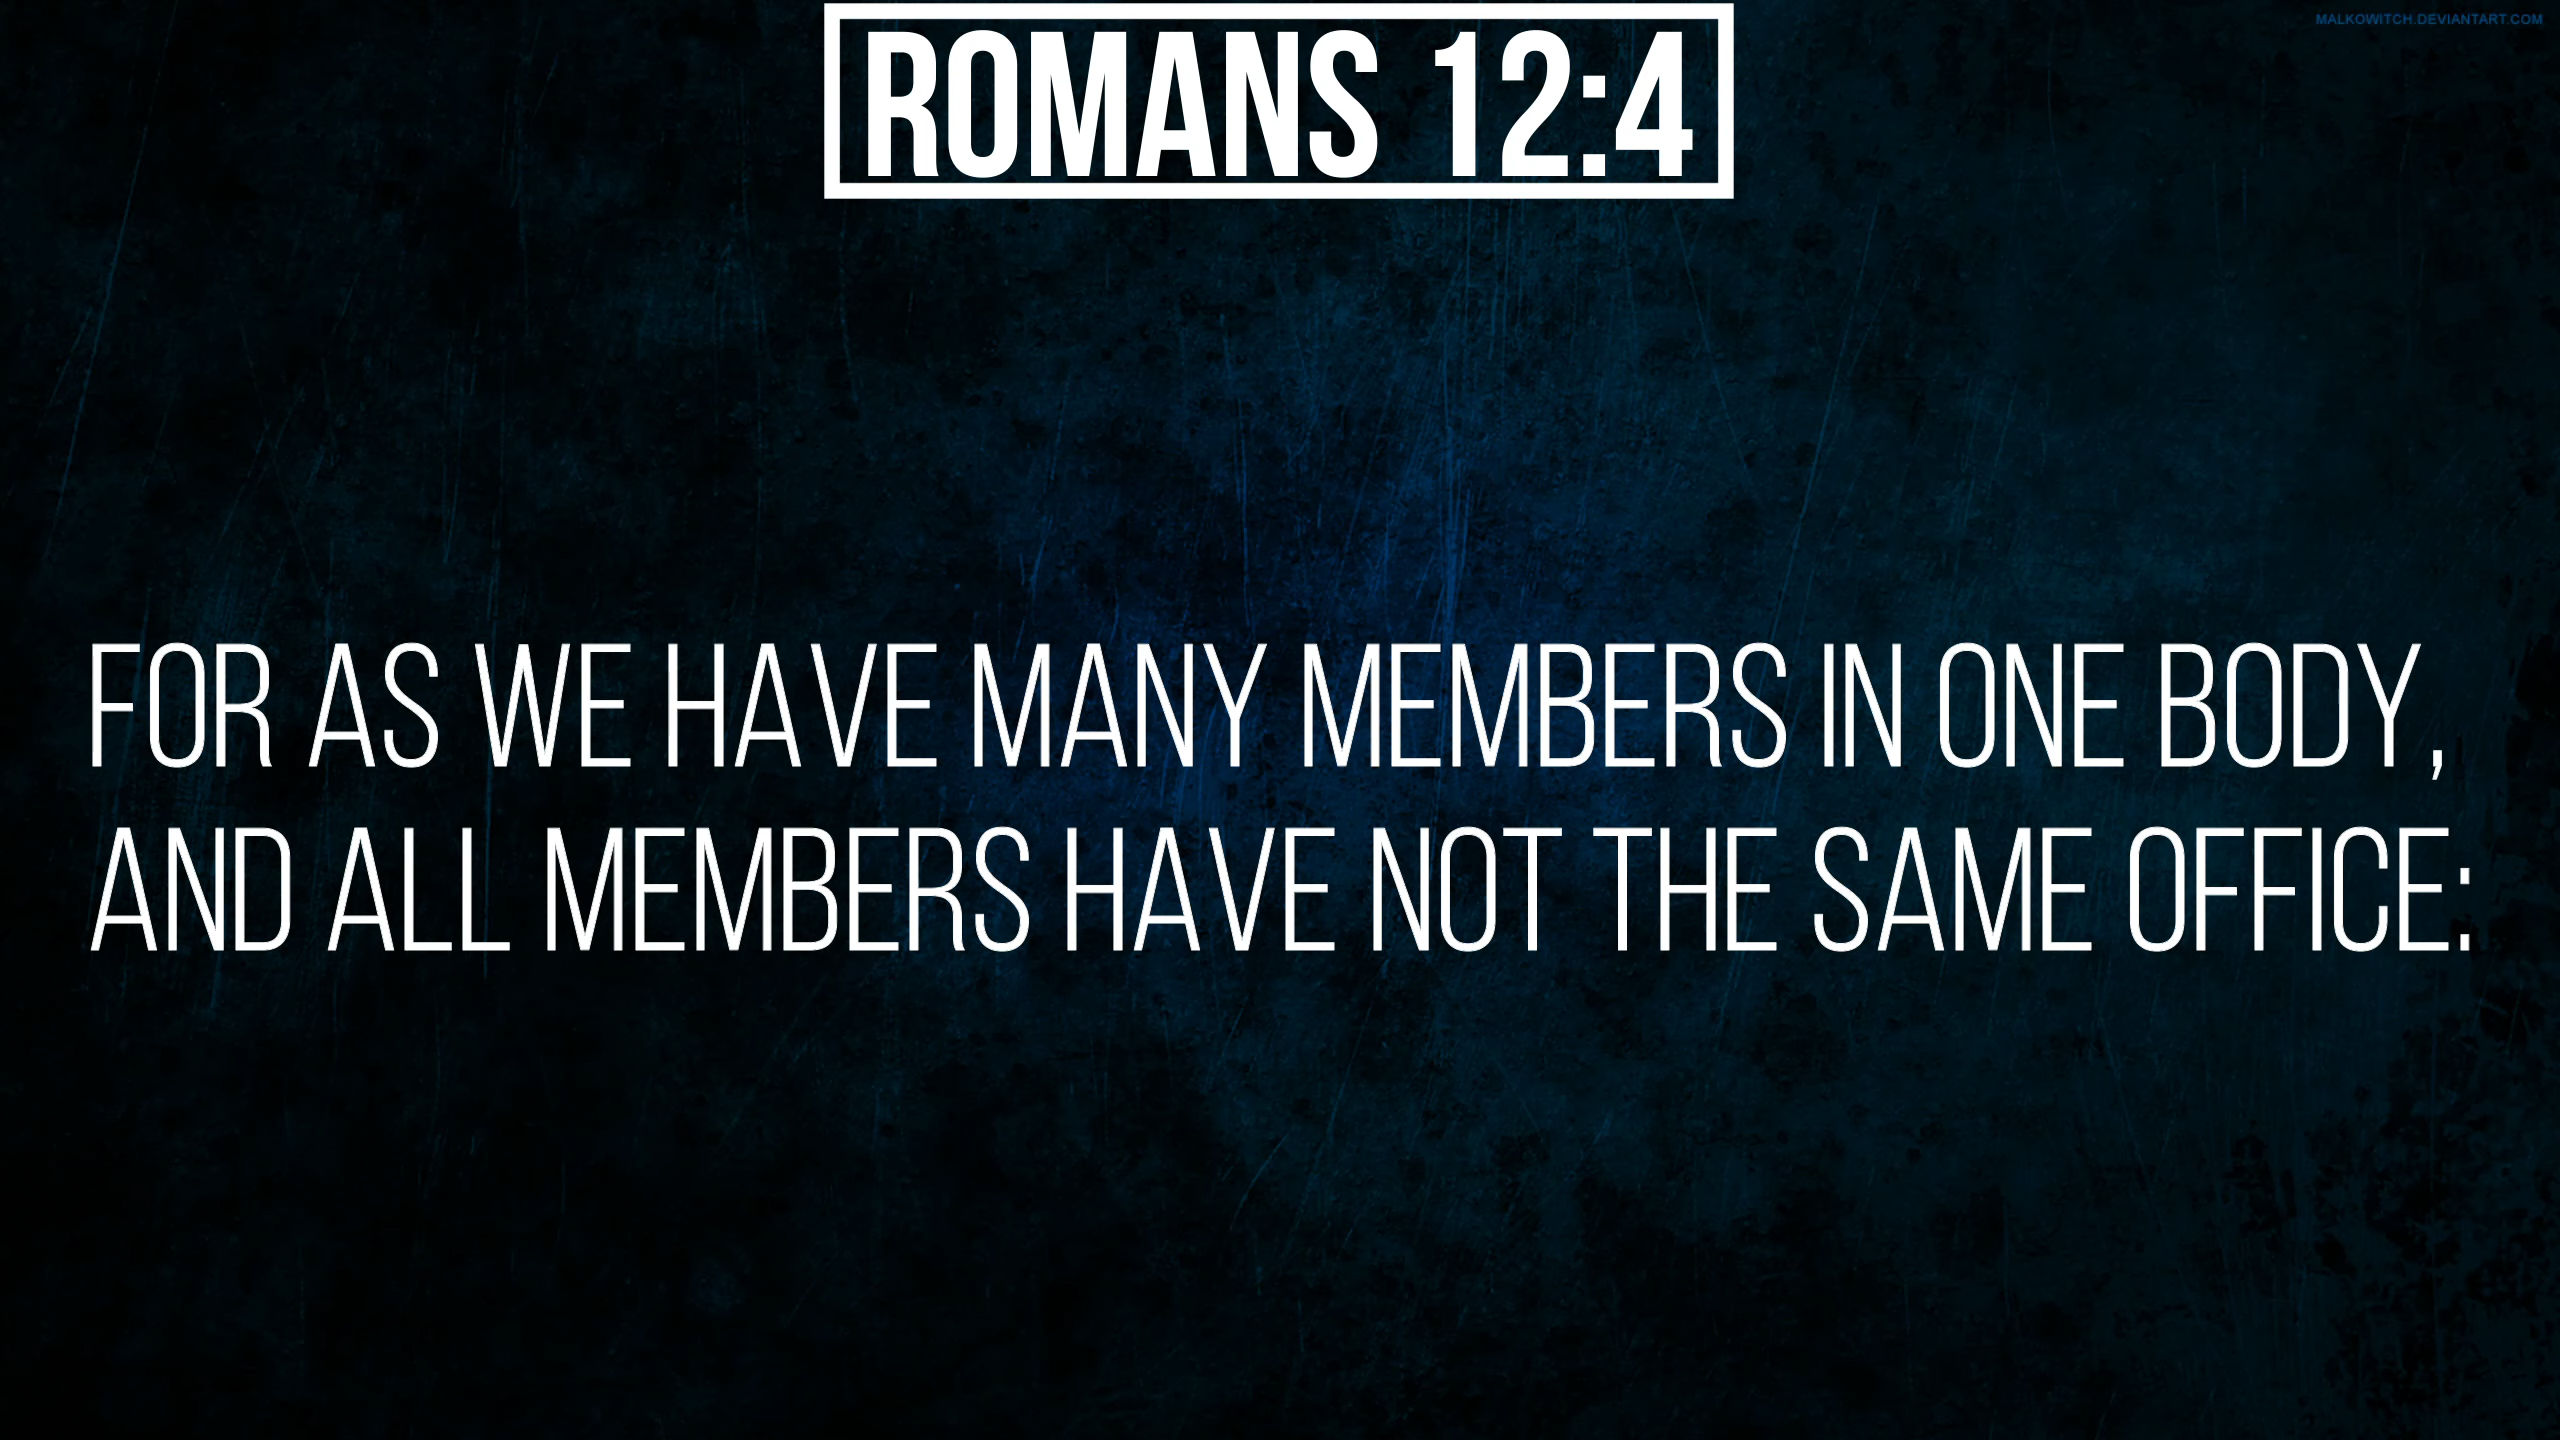 MALKOWITCH.DEVIANTART.COM
ROMANS 12:4
FOR AS WE HAVE MANY MEMBERS IN ONE BODY,
AND ALL MEMBERS HAVE NOT THE SAME OFFICE: